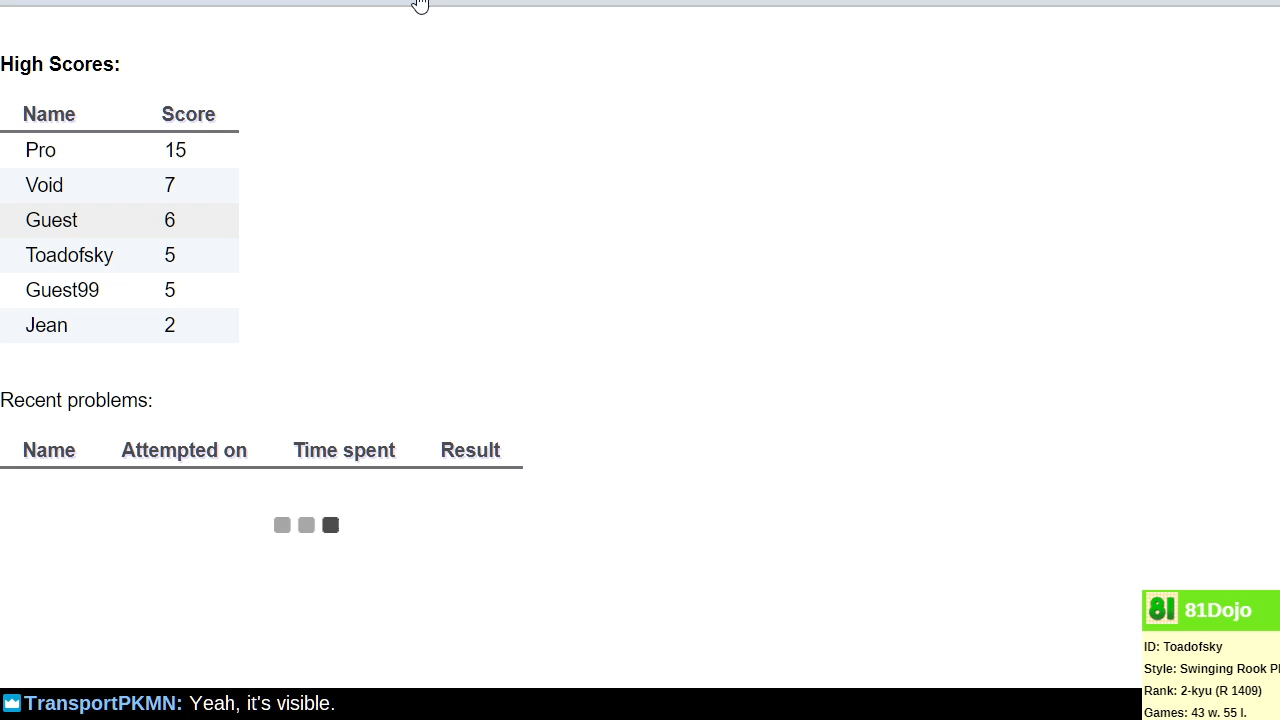 High Scores:
Name Score
Pro 15
Void 7
Guest 6
Toadofsky 5
Guest99 5
Jean 2
Recent problems:
Name Attempted on Time spent Result
81 81Dojo
ID: Toadofsky
Style: Swinging Rook Pl
Rank: 2-kyu (R 1409)
Games: 43 w. 55 l.
TransportPKMN: Yeah, it's visible.